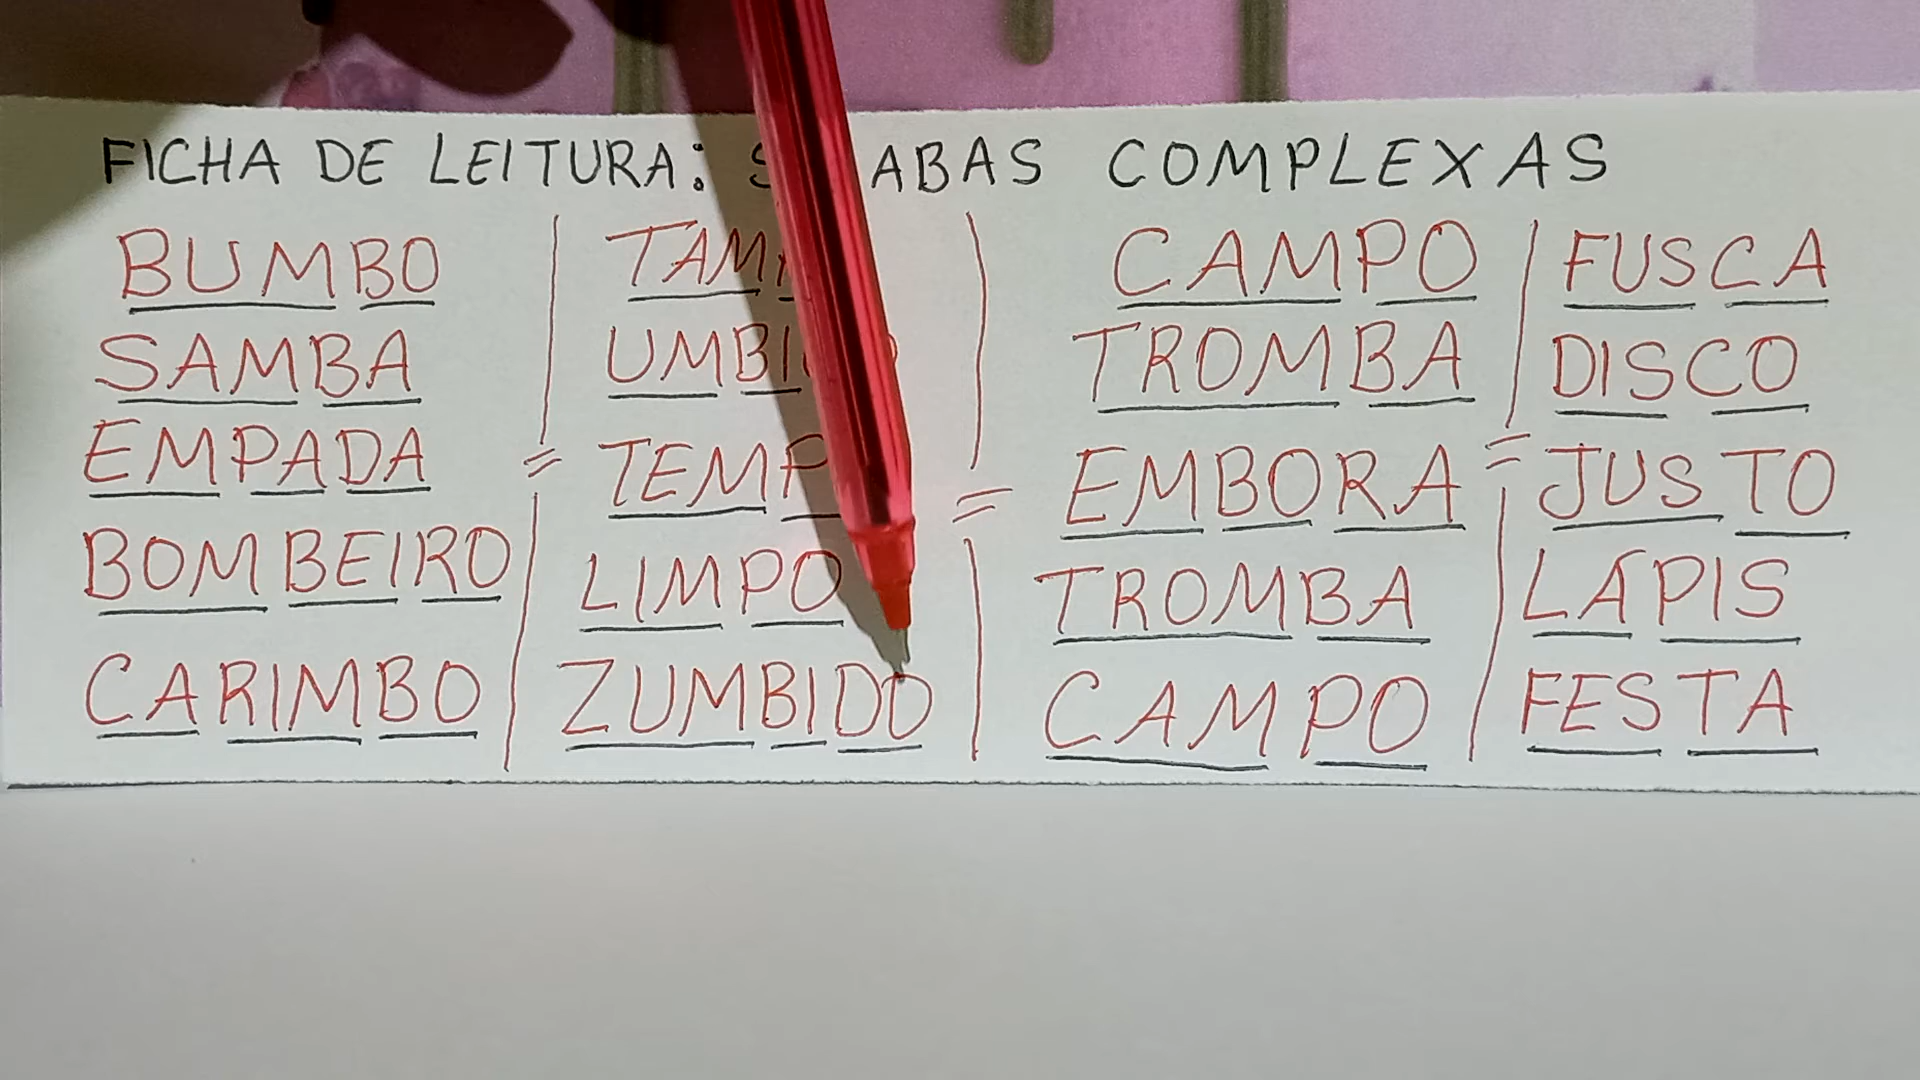 FICHA DE LEITURA: COMPLEXAS
BUMBO CAMPO FUSCA
SAMBA TROMBA DISCO
EMPADA = = EMBORA = JUSTO
BOMBEIRO LIMPO TROMBA LÁPIS
CARIMBO ZUMBIDO CAMPO FESTA